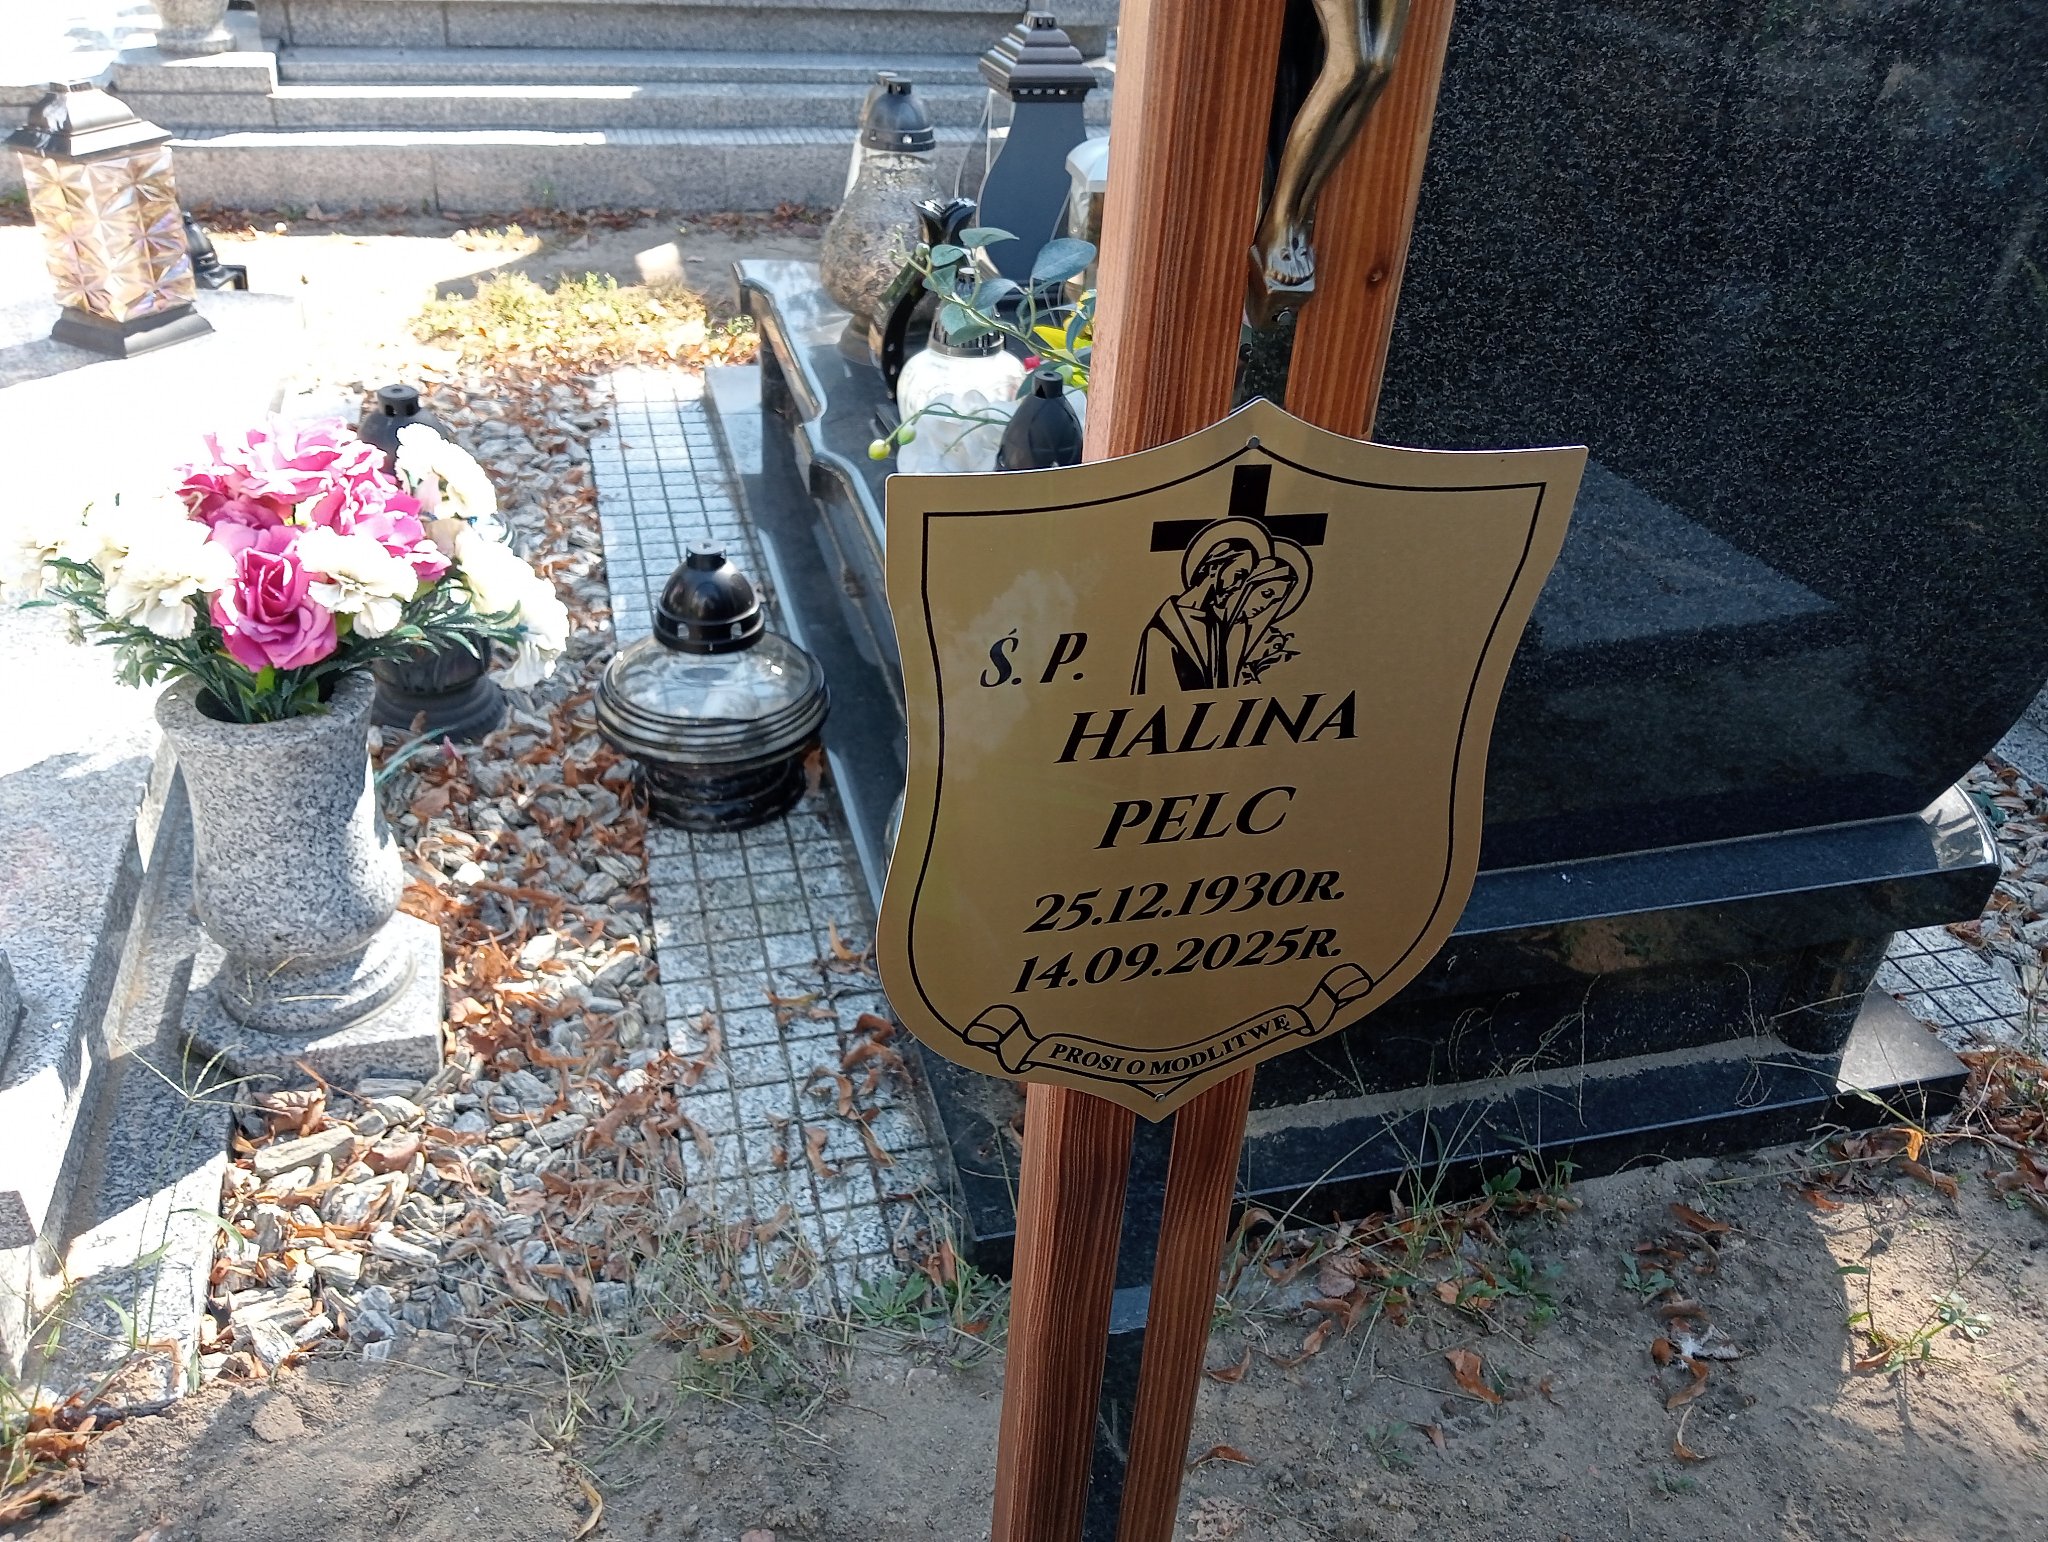 Ś. P.
HALINA
PELC
25.12.1930R.
14.09.2025R.
PROSI O MODLITWĘ